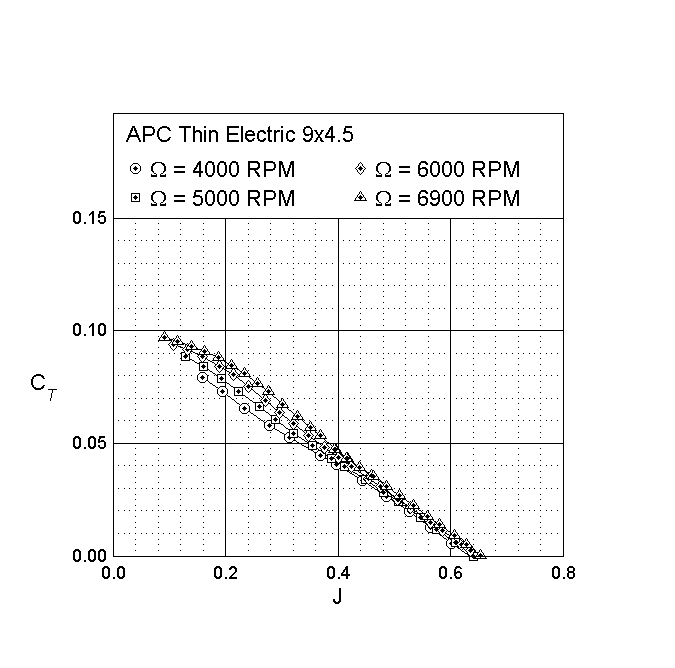 APC Thin Electric 9x4.5
Ω = 4000 RPM Ω = 6000 RPM
Ω = 5000 RPM Ω = 6900 RPM
0.15
0.10
C_T
0.05
0.00
0.0 0.2 0.4 0.6 0.8
J